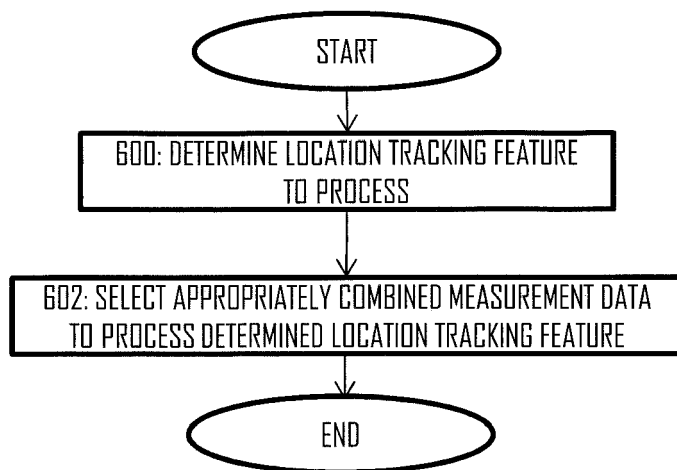 START
600: DETERMINE LOCATION TRACKING FEATURE
TO PROCESS
602: SELECT APPROPRIATELY COMBINED MEASUREMENT DATA
TO PROCESS DETERMINED LOCATION TRACKING FEATURE
END